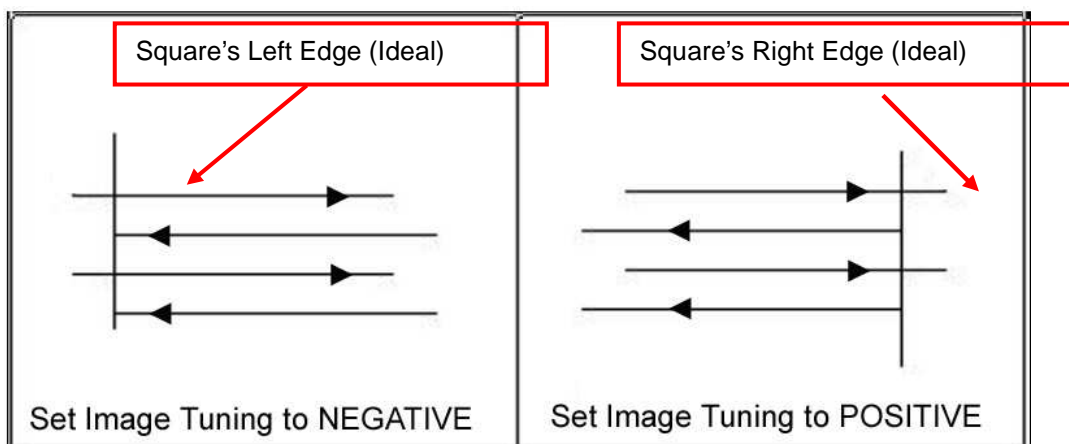 Square’s Left Edge (Ideal)
Square’s Right Edge (Ideal)
Set Image Tuning to NEGATIVE
Set Image Tuning to POSITIVE